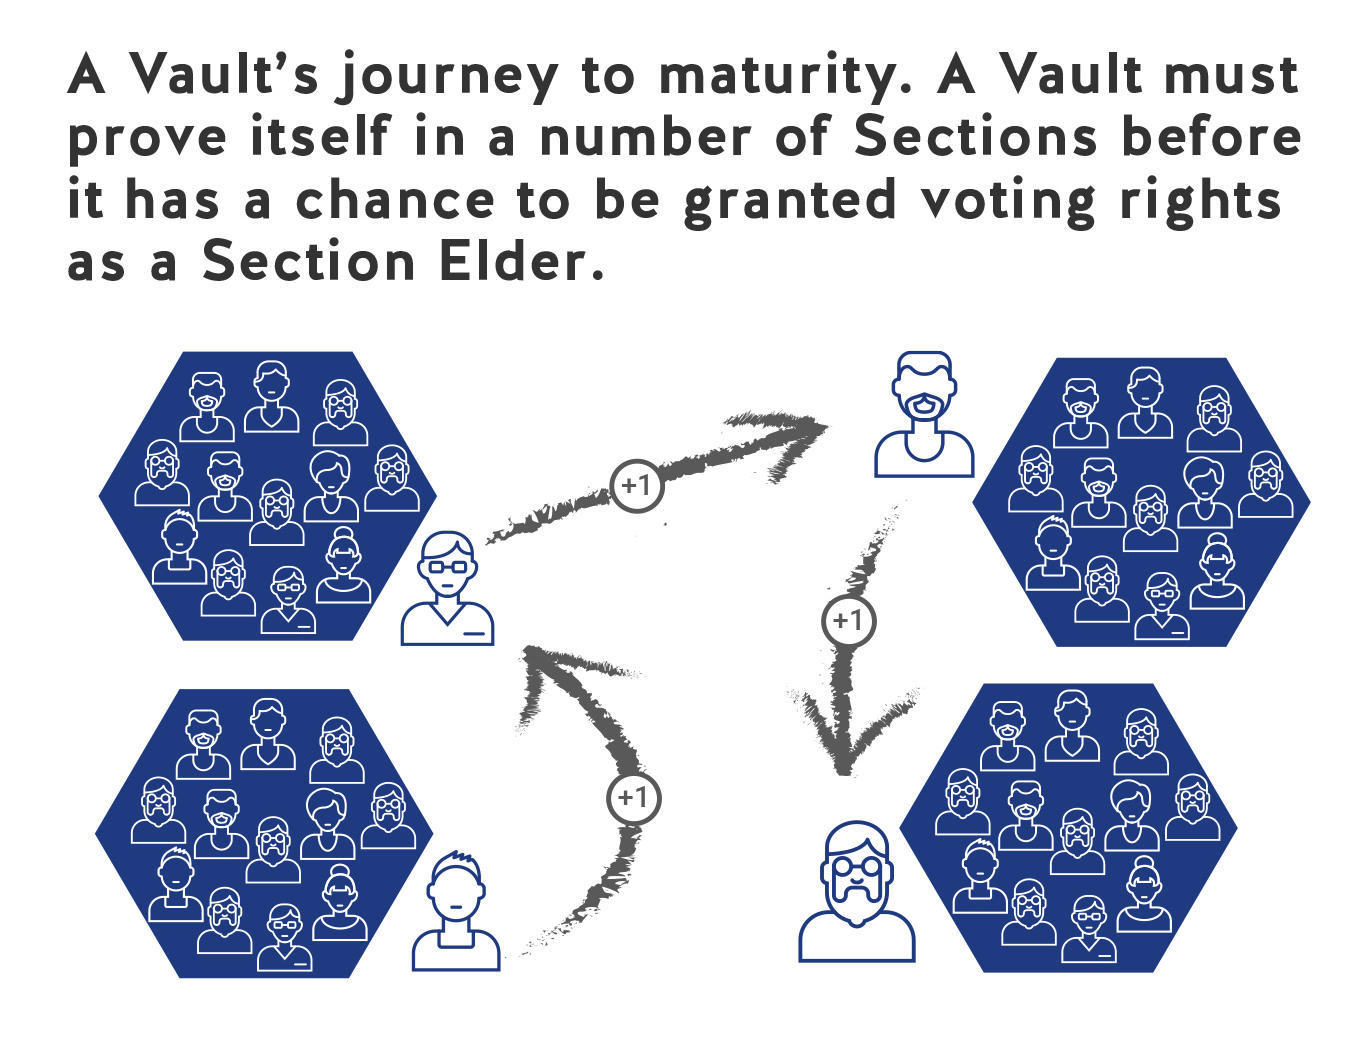 A Vault’s journey to maturity. A Vault must
prove itself in a number of Sections before
it has a chance to be granted voting rights
as a Section Elder.
+1
+1
+1